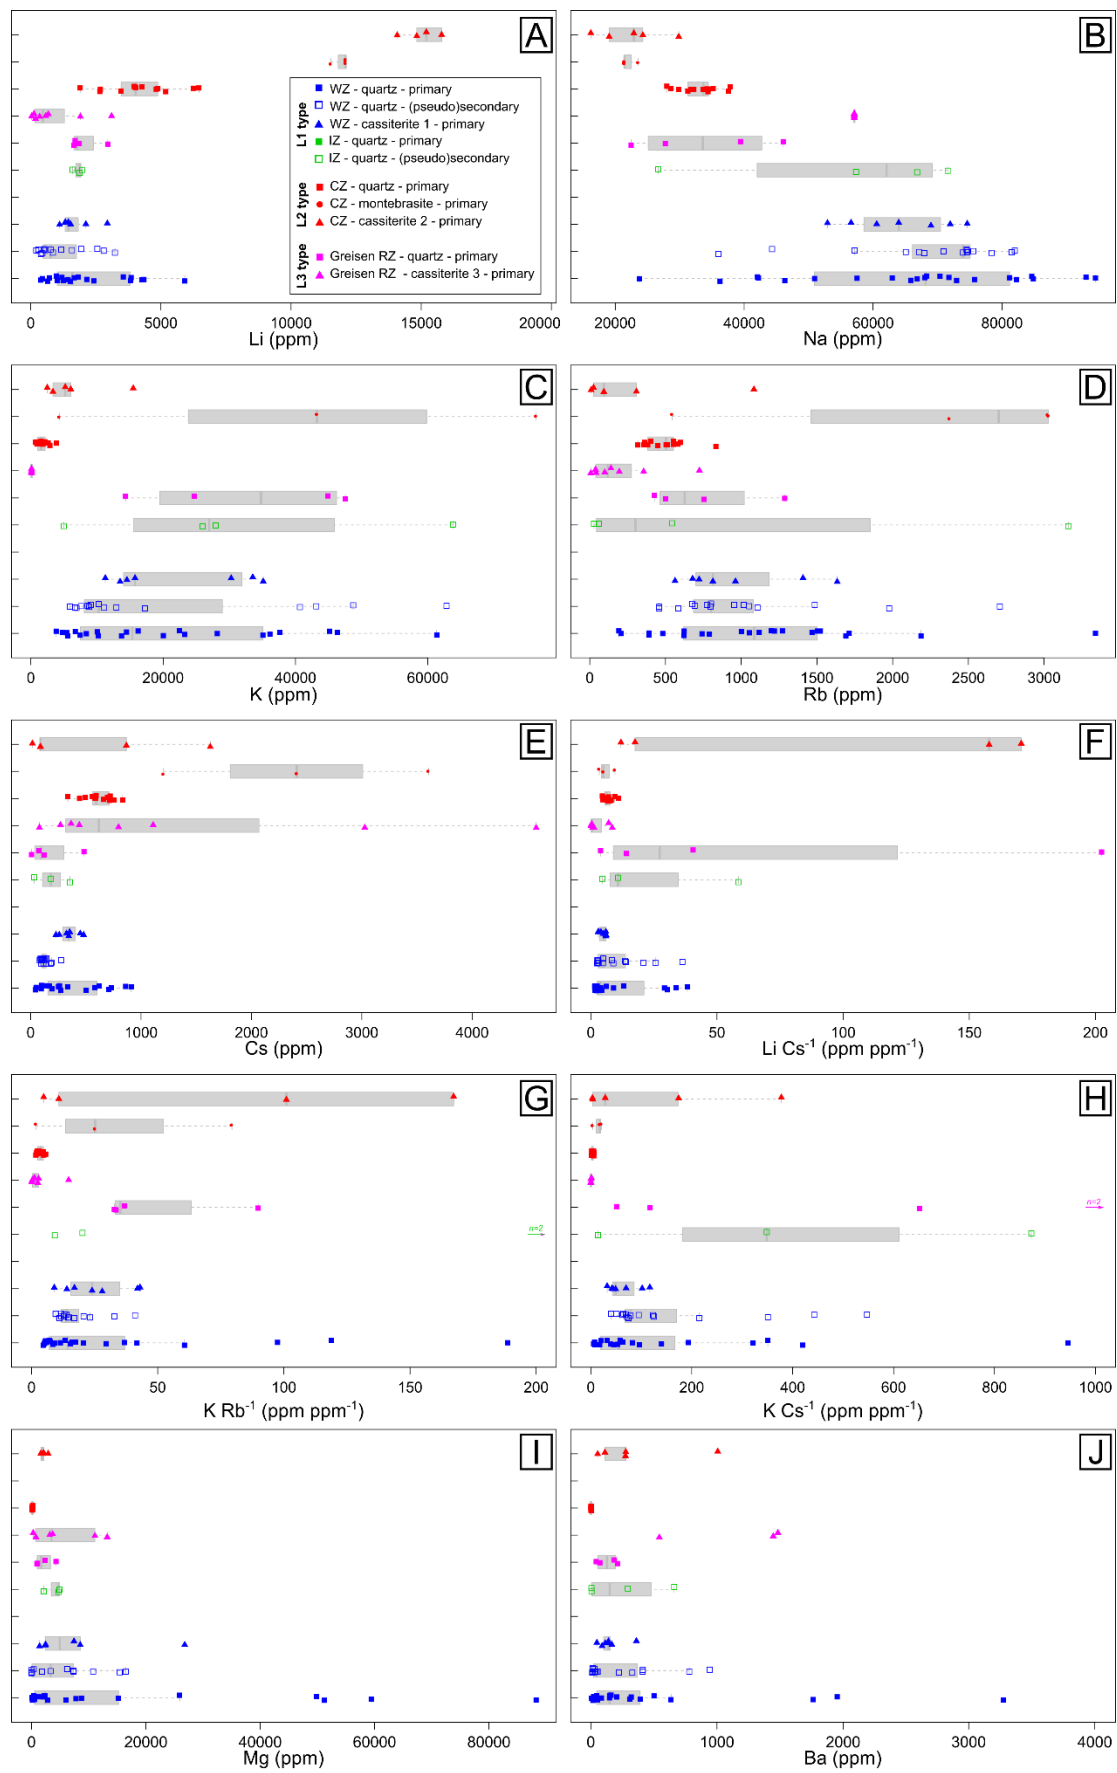 A
WZ - quartz - primary
WZ - quartz - (pseudo)secondary
WZ - cassiterite 1 - primary
IZ - quartz - primary
IZ - quartz - (pseudo)secondary
L1 type
CZ - quartz - primary
CZ - montebrasite - primary
CZ - cassiterite 2 - primary
L2 type
Greisen RZ - quartz - primary
Greisen RZ - cassiterite 3 - primary
L3 type
0 5000 10000 15000 20000
Li (ppm)
B
20000 40000 60000 80000
Na (ppm)
C
0 20000 40000 60000
K (ppm)
D
0 500 1000 1500 2000 2500 3000
Rb (ppm)
E
0 1000 2000 3000 4000
Cs (ppm)
F
0 50 100 150 200
Li Cs⁻¹ (ppm ppm⁻¹)
G
n=2
0 50 100 150 200
K Rb⁻¹ (ppm ppm⁻¹)
H
n=2
0 200 400 600 800 1000
K Cs⁻¹ (ppm ppm⁻¹)
I
0 20000 40000 60000 80000
Mg (ppm)
J
0 1000 2000 3000 4000
Ba (ppm)